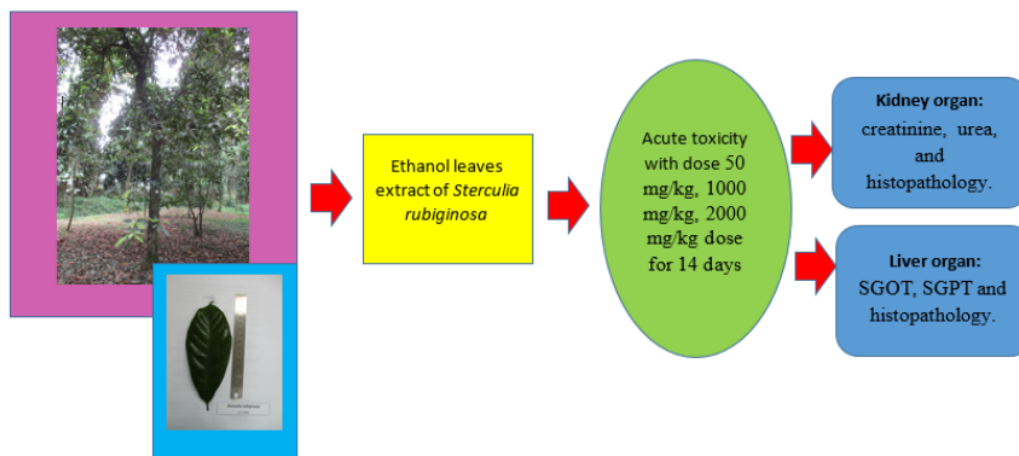 Ethanol leaves
extract of Sterculia
rubiginosa
Acute toxicity
with dose 50
mg/kg, 1000
mg/kg, 2000
mg/kg dose
for 14 days
Kidney organ:
creatinine, urea,
and
histopathology.
Liver organ:
SGOT, SGPT and
histopathology.